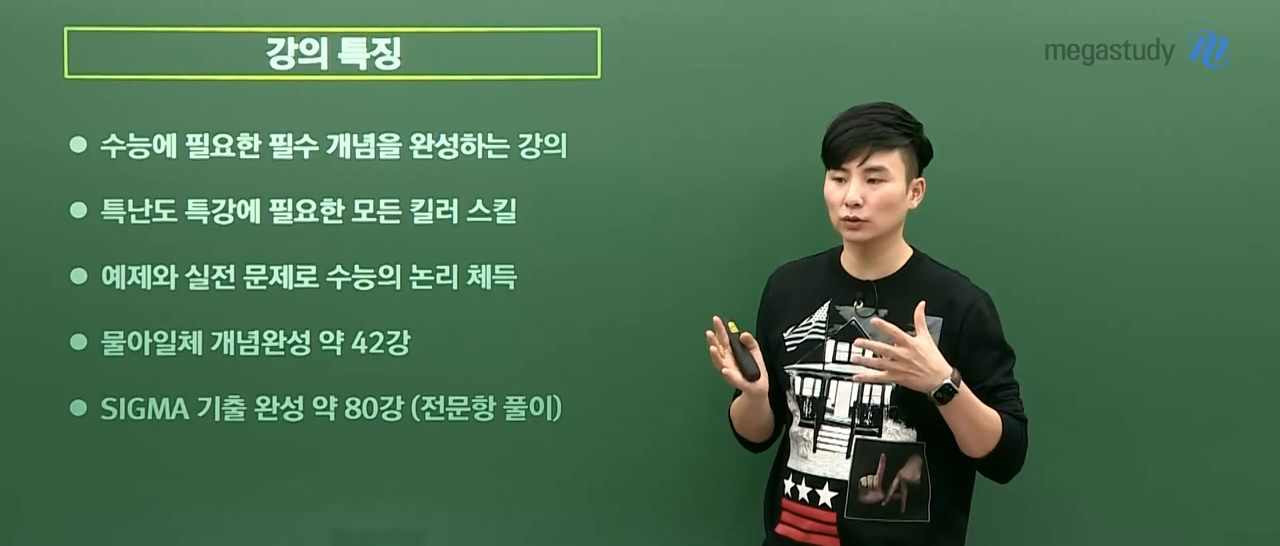 강의 특징
megastudy
● 수능에 필요한 필수 개념을 완성하는 강의
● 특난도 특강에 필요한 모든 킬러 스킬
● 예제와 실전 문제로 수능의 논리 체득
● 물아일체 개념완성 약 42강
● SIGMA 기출 완성 약 80강 (전문항 풀이)